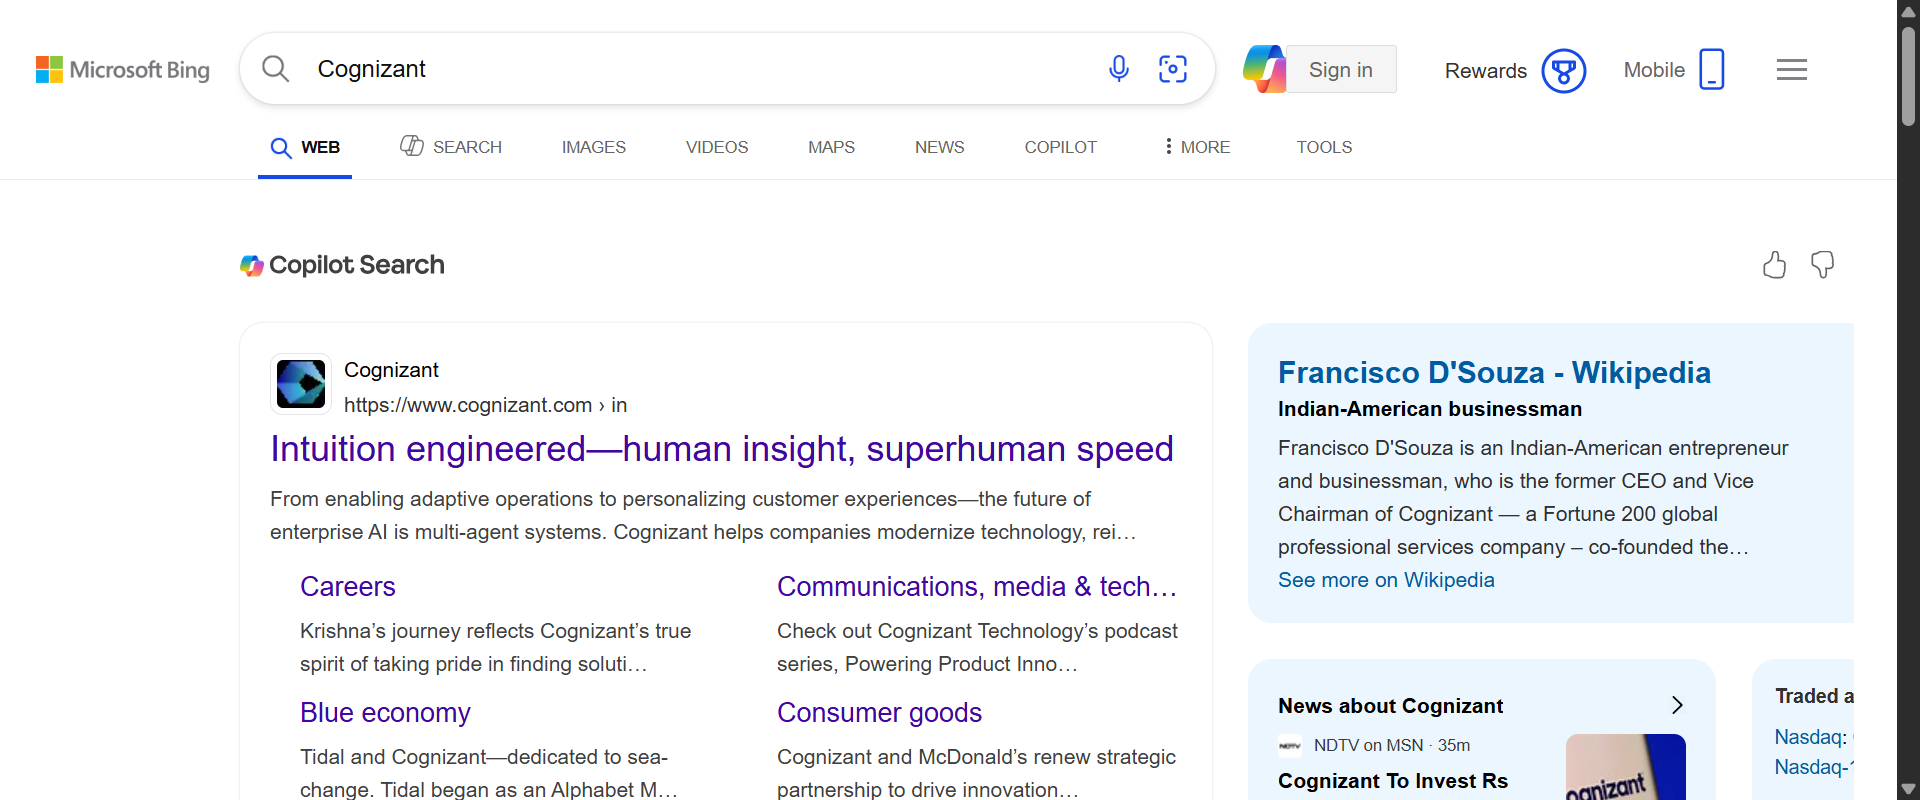 Microsoft Bing
Cognizant
Sign in
Rewards
Mobile
WEB
SEARCH
IMAGES
VIDEOS
MAPS
NEWS
COPILOT
MORE
TOOLS
Copilot Search
Cognizant
https://www.cognizant.com › in
Intuition engineered—human insight, superhuman speed
From enabling adaptive operations to personalizing customer experiences—the future of
enterprise AI is multi-agent systems. Cognizant helps companies modernize technology, rei…
Careers
Krishna’s journey reflects Cognizant’s true
spirit of taking pride in finding soluti…
Communications, media & tech…
Check out Cognizant Technology’s podcast
series, Powering Product Inno…
Blue economy
Tidal and Cognizant—dedicated to sea-
change. Tidal began as an Alphabet M…
Consumer goods
Cognizant and McDonald’s renew strategic
partnership to drive innovation…
Francisco D'Souza - Wikipedia
Indian-American businessman
Francisco D'Souza is an Indian-American entrepreneur
and businessman, who is the former CEO and Vice
Chairman of Cognizant — a Fortune 200 global
professional services company – co-founded the…
See more on Wikipedia
News about Cognizant
NDTV
NDTV on MSN · 35m
Cognizant To Invest Rs
ognizant
Traded a
Nasdaq:
Nasdaq-1